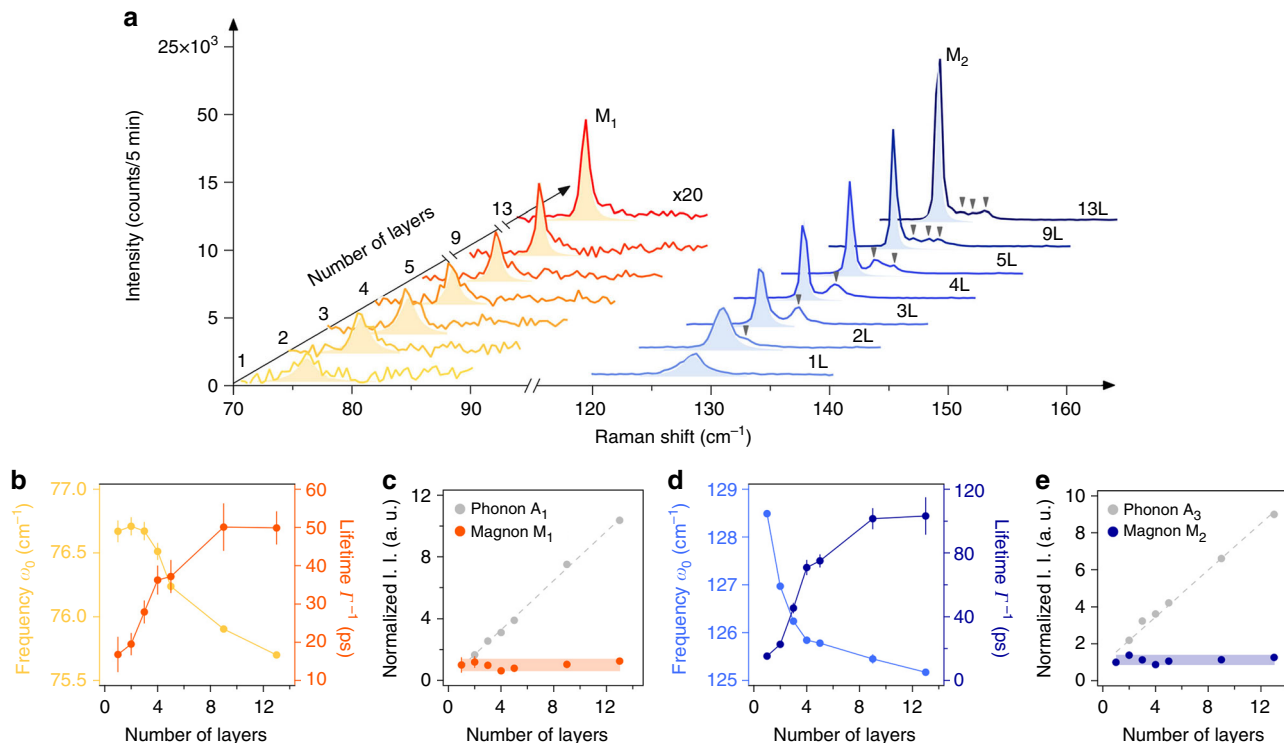 a
25×10³
50
15
10
5
0
Intensity (counts/5 min)
Number of layers
1
2
3
4
5
9
13
M₁
x20
M₂
13L
9L
5L
4L
3L
2L
1L
70
80
90
120
130
140
150
160
Raman shift (cm⁻¹)
b
77.0
76.5
76.0
75.5
Frequency ω₀ (cm⁻¹)
60
50
40
30
20
10
Lifetime Γ⁻¹ (ps)
0
4
8
12
Number of layers
c
12
8
4
0
Normalized I. I. (a. u.)
Phonon A₁
Magnon M₁
0
4
8
12
Number of layers
d
129
128
127
126
125
Frequency ω₀ (cm⁻¹)
120
80
40
0
Lifetime Γ⁻¹ (ps)
0
4
8
12
Number of layers
e
10
8
6
4
2
0
Normalized I. I. (a. u.)
Phonon A₃
Magnon M₂
0
4
8
12
Number of layers